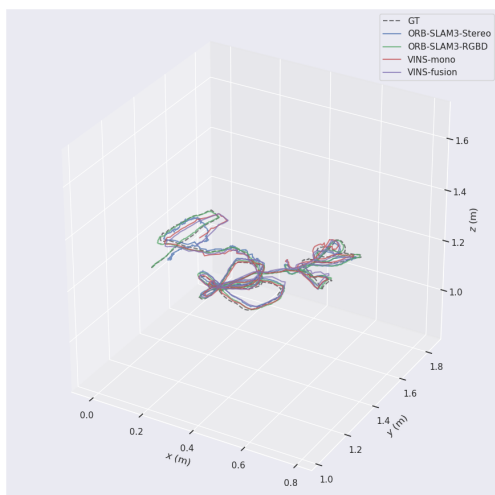 GT
ORB-SLAM3-Stereo
ORB-SLAM3-RGBD
VINS-mono
VINS-fusion
1.6
1.4
1.2
1.0
z (m)
1.8
1.6
1.4
1.2
1.0
y (m)
0.0
0.2
0.4
0.6
0.8
x (m)